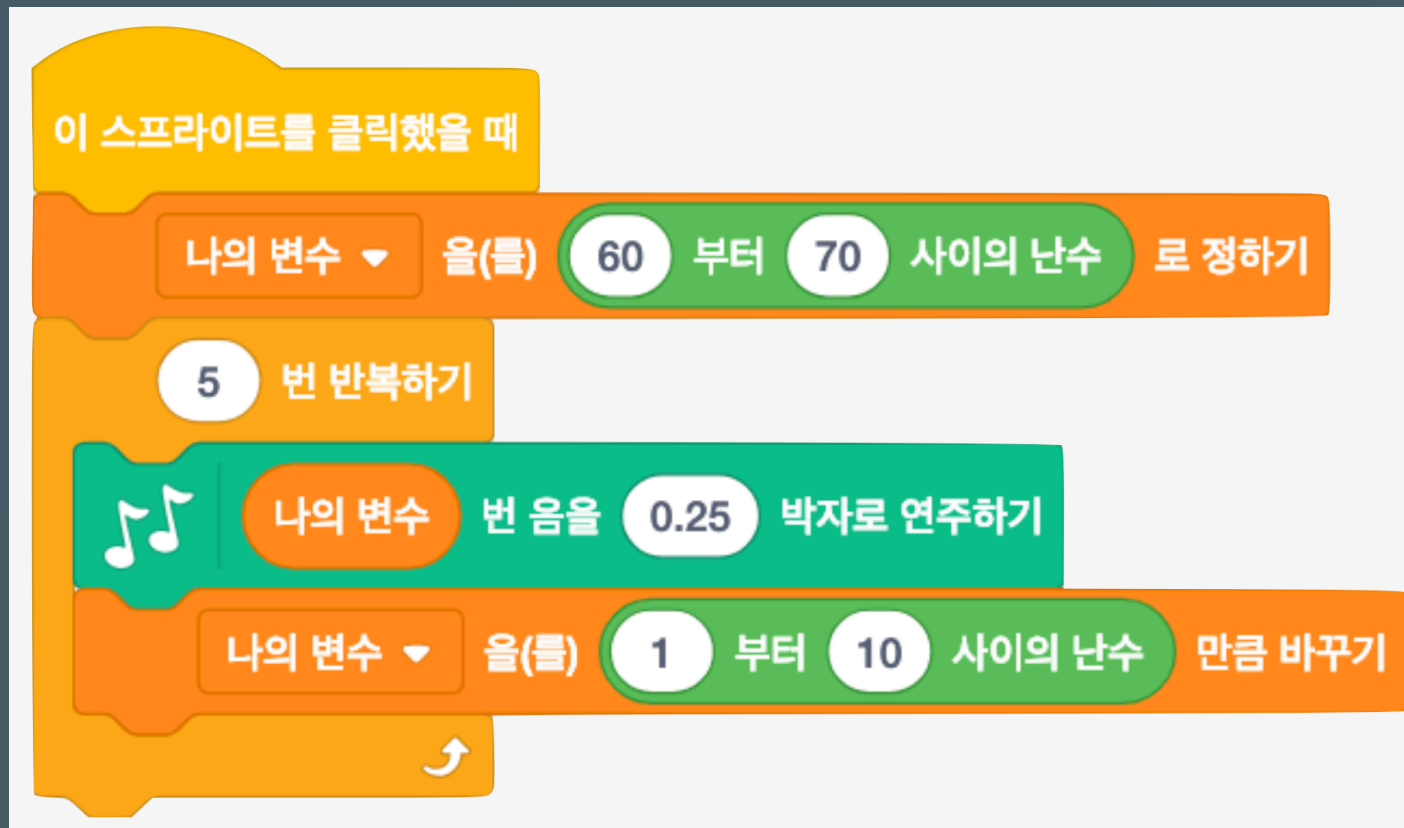 이 스프라이트를 클릭했을 때
나의 변수 을(를) 60 부터 70 사이의 난수 로 정하기
5 번 반복하기
나의 변수 번 음을 0.25 박자로 연주하기
나의 변수 을(를) 1 부터 10 사이의 난수 만큼 바꾸기